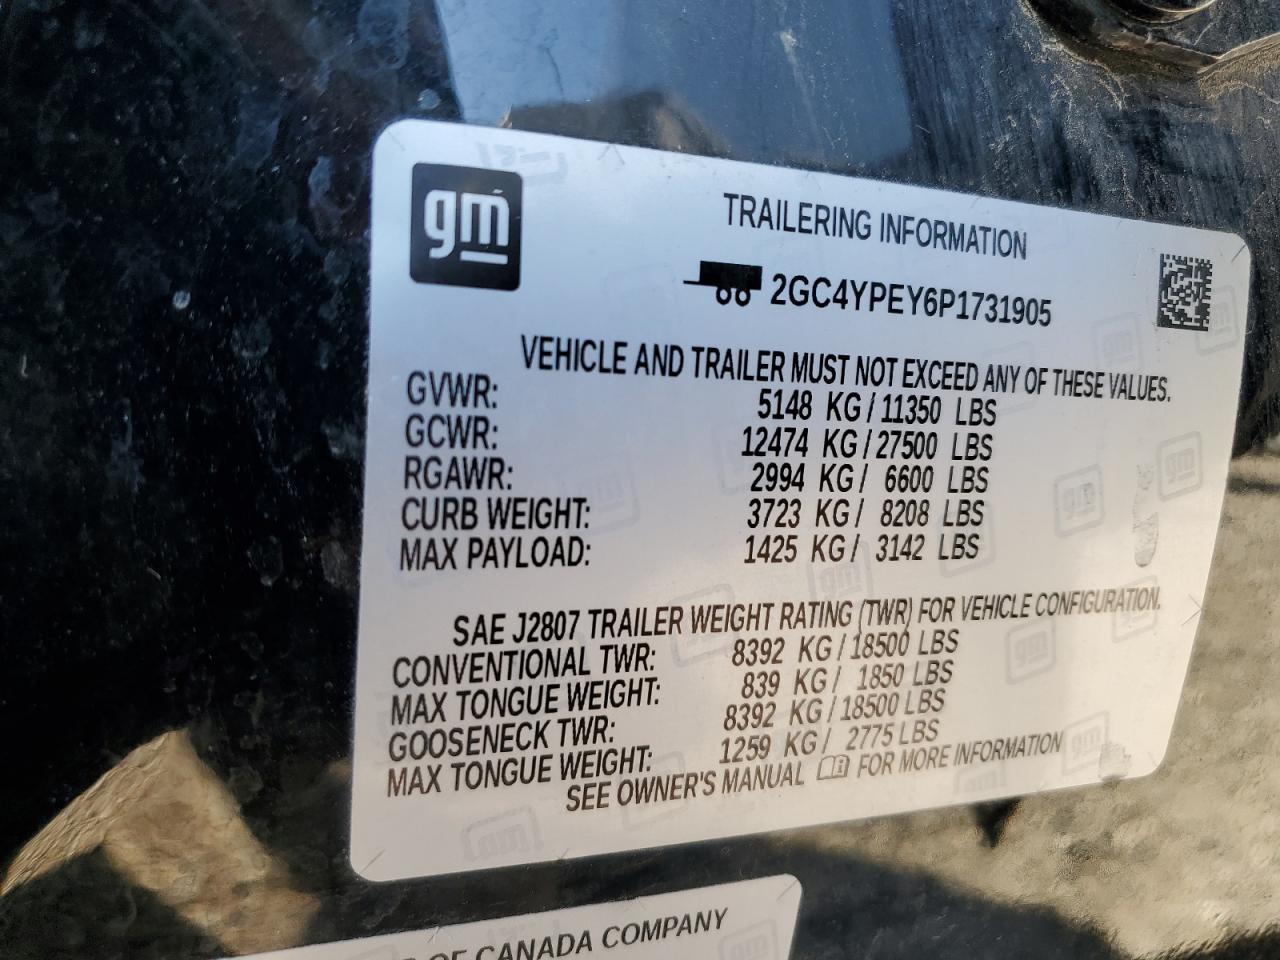 gm
TRAILERING INFORMATION
2GC4YPEY6P1731905
VEHICLE AND TRAILER MUST NOT EXCEED ANY OF THESE VALUES.
GVWR: 5148 KG/11350 LBS
GCWR: 12474 KG/27500 LBS
RGAWR: 2994 KG/ 6600 LBS
CURB WEIGHT: 3723 KG/ 8208 LBS
MAX PAYLOAD: 1425 KG/ 3142 LBS
SAE J2807 TRAILER WEIGHT RATING (TWR) FOR VEHICLE CONFIGURATION.
CONVENTIONAL TWR: 8392 KG/18500 LBS
MAX TONGUE WEIGHT: 839 KG/ 1850 LBS
GOOSENECK TWR: 8392 KG/18500 LBS
MAX TONGUE WEIGHT: 1259 KG/ 2775 LBS
SEE OWNER'S MANUAL FOR MORE INFORMATION
OF CANADA COMPANY